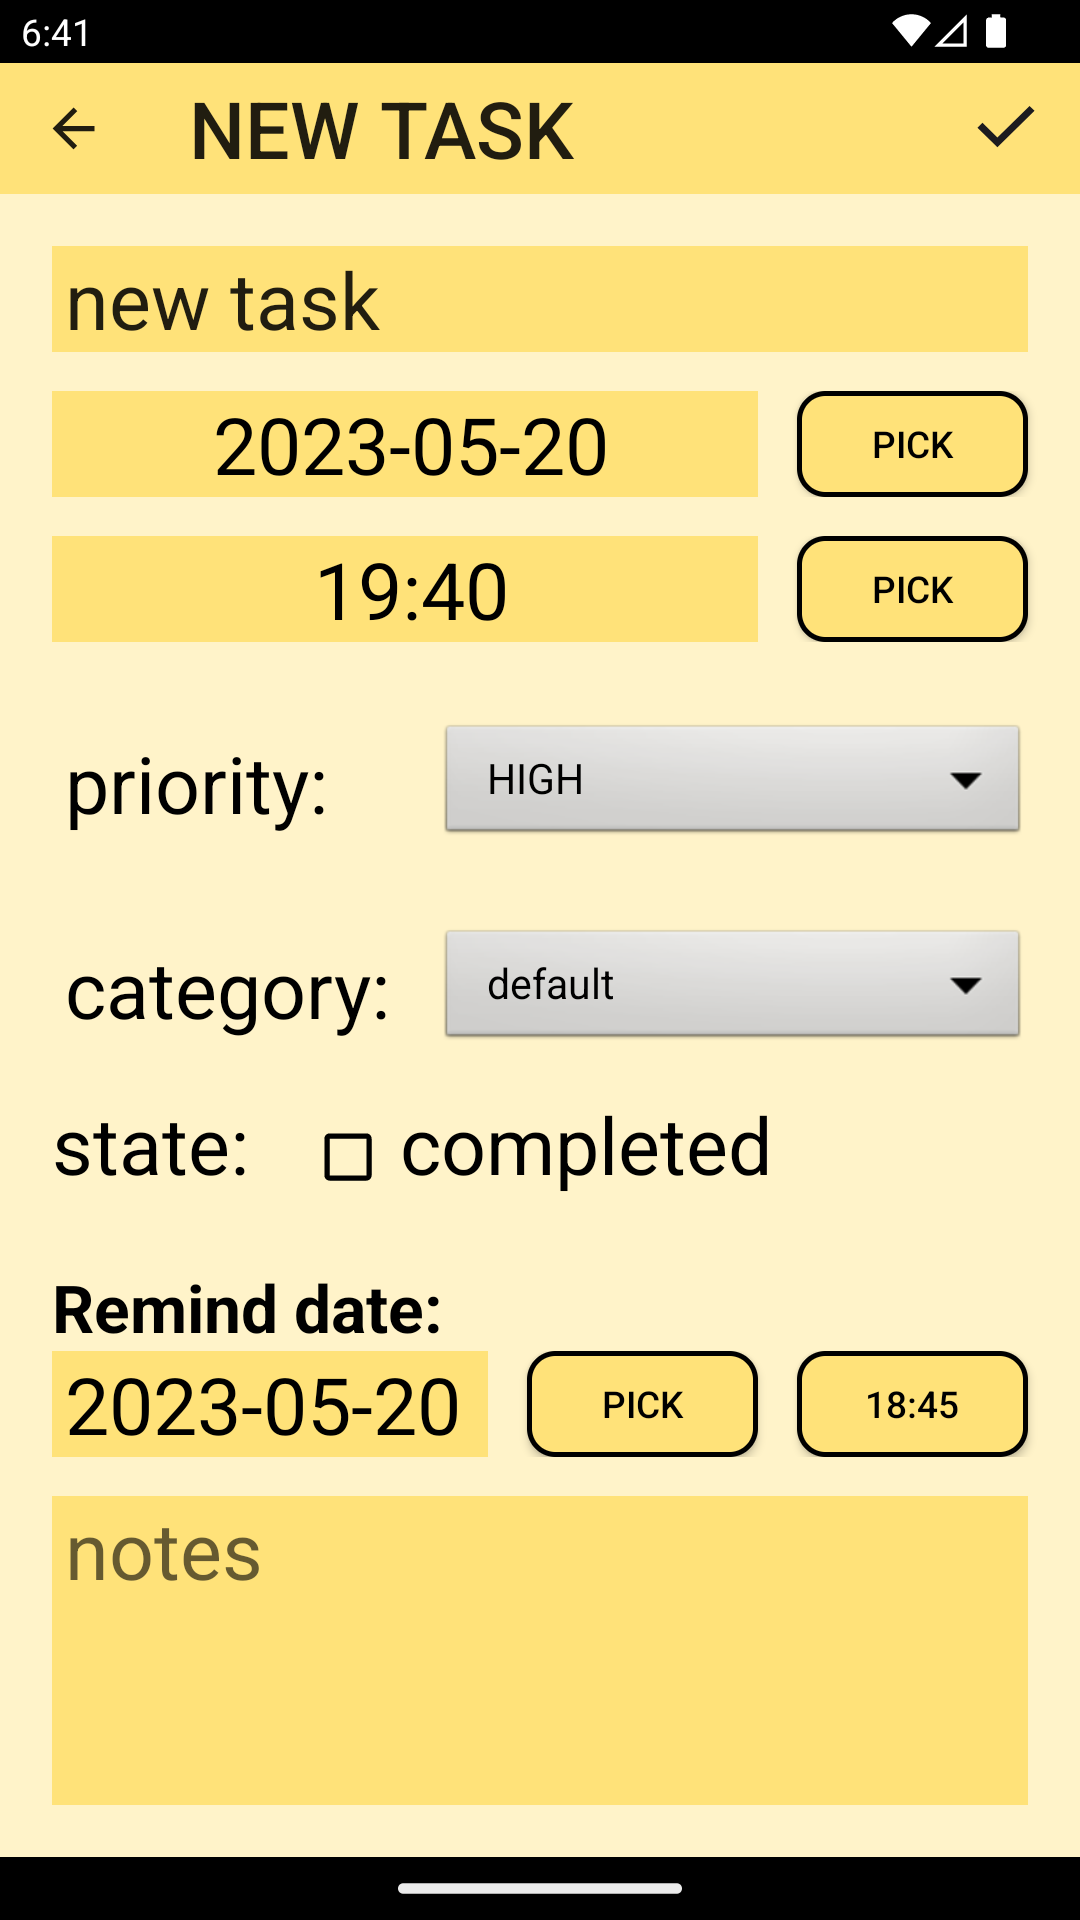 6:41
NEW TASK
new task
2023-05-20 PICK
19:40 PICK
priority: HIGH
category: default
state: completed
Remind date:
2023-05-20 PICK 18:45
notes